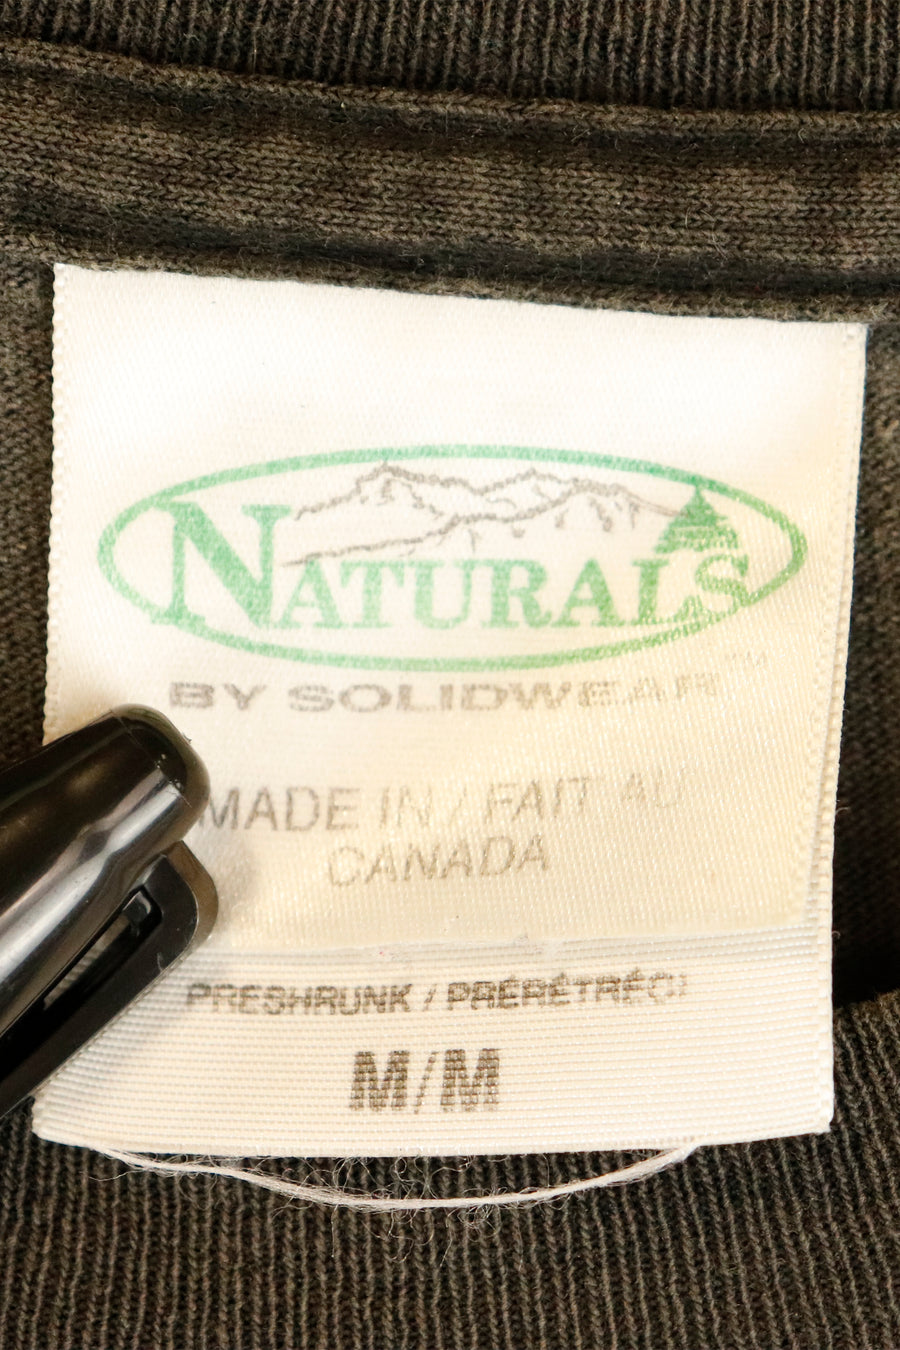 NATURALS
BY SOLIDWEAR™
MADE IN / FAIT AU
CANADA
PRESHRUNK / PRÉRÉTRÉCI
M/M